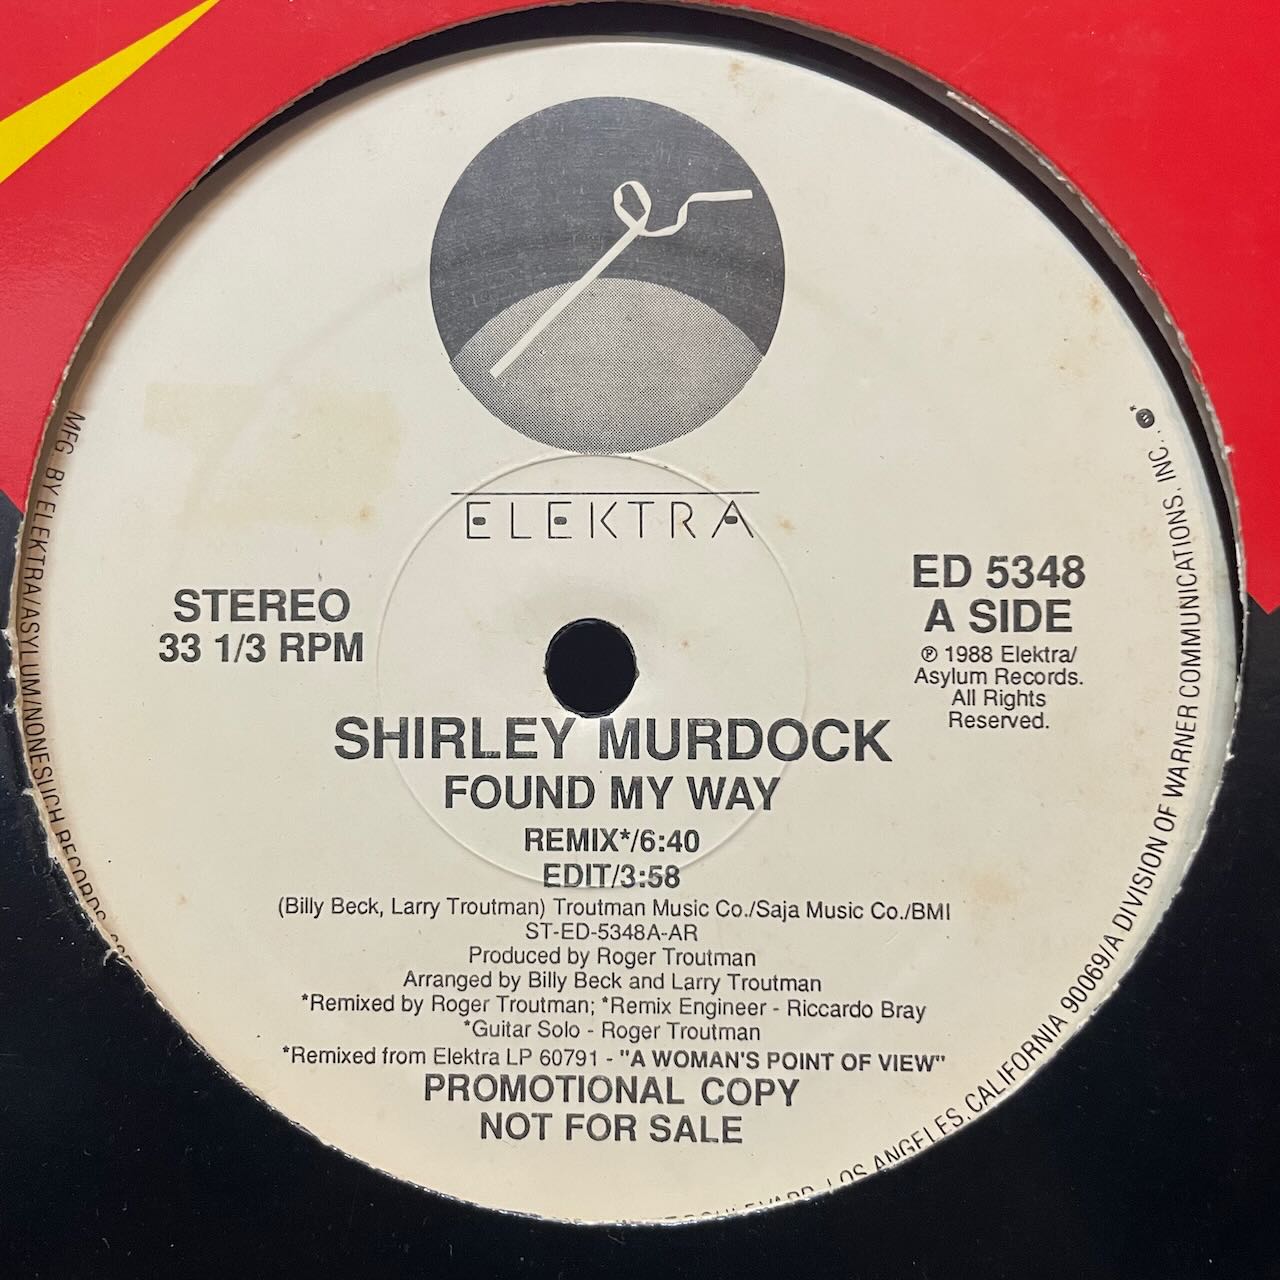 ELEKTRA
STEREO
33 1/3 RPM
ED 5348
A SIDE
℗ 1988 Elektra/
Asylum Records.
All Rights
Reserved.
SHIRLEY MURDOCK
FOUND MY WAY
REMIX*/6:40
EDIT/3:58
(Billy Beck, Larry Troutman) Troutman Music Co./Saja Music Co./BMI
ST-ED-5348A-AR
Produced by Roger Troutman
Arranged by Billy Beck and Larry Troutman
*Remixed by Roger Troutman; *Remix Engineer - Riccardo Bray
*Guitar Solo - Roger Troutman
*Remixed from Elektra LP 60791 - "A WOMAN'S POINT OF VIEW"
PROMOTIONAL COPY
NOT FOR SALE
MFG. BY ELEKTRA/ASYLUM/NONESUCH RECORDS, BOULEVARD, LOS ANGELES, CALIFORNIA 90069/A DIVISION OF WARNER COMMUNICATIONS, INC.